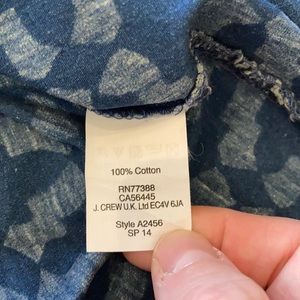 100% Cotton
RN77388
CA56445
J. CREW U.K. Ltd EC4V 6JA
Style A2456
SP 14